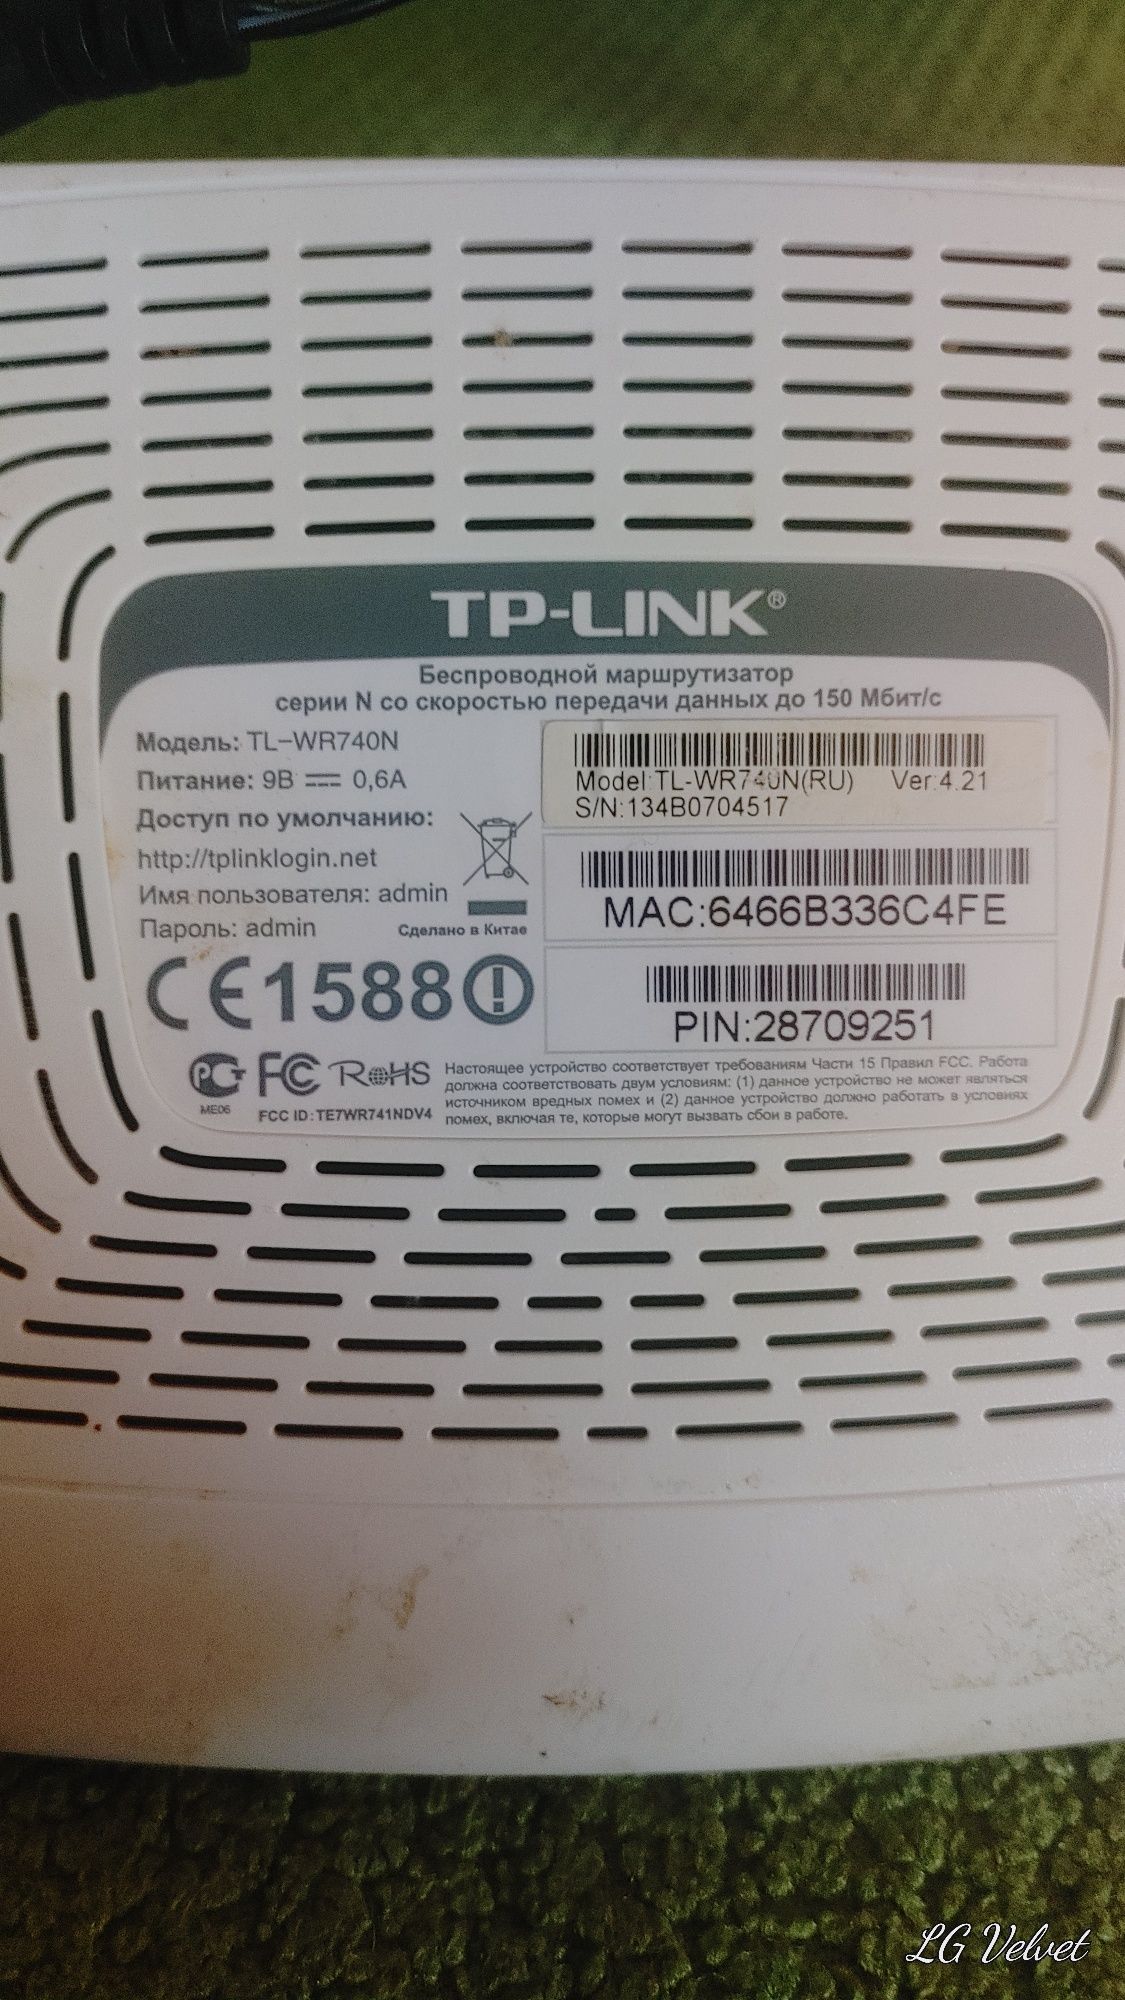 TP-LINK®
Беспроводной маршрутизатор
серии N со скоростью передачи данных до 150 Мбит/с
Модель: TL-WR740N
Питание: 9В 0,6А
Доступ по умолчанию:
http://tplinklogin.net
Имя пользователя: admin
Пароль: admin
Сделано в Китае
Model:TL-WR740N(RU) Ver:4.21
S/N:134B0704517
MAC:6466B336C4FE
PIN:28709251
CE1588
РСТ FC RoHS
ME06
FCC ID: TE7WR741NDV4
Настоящее устройство соответствует требованиям Части 15 Правил FCC. Работа
должна соответствовать двум условиям: (1) данное устройство не может являться
источником вредных помех и (2) данное устройство должно работать в условиях
помех, включая те, которые могут вызвать сбои в работе.
LG Velvet